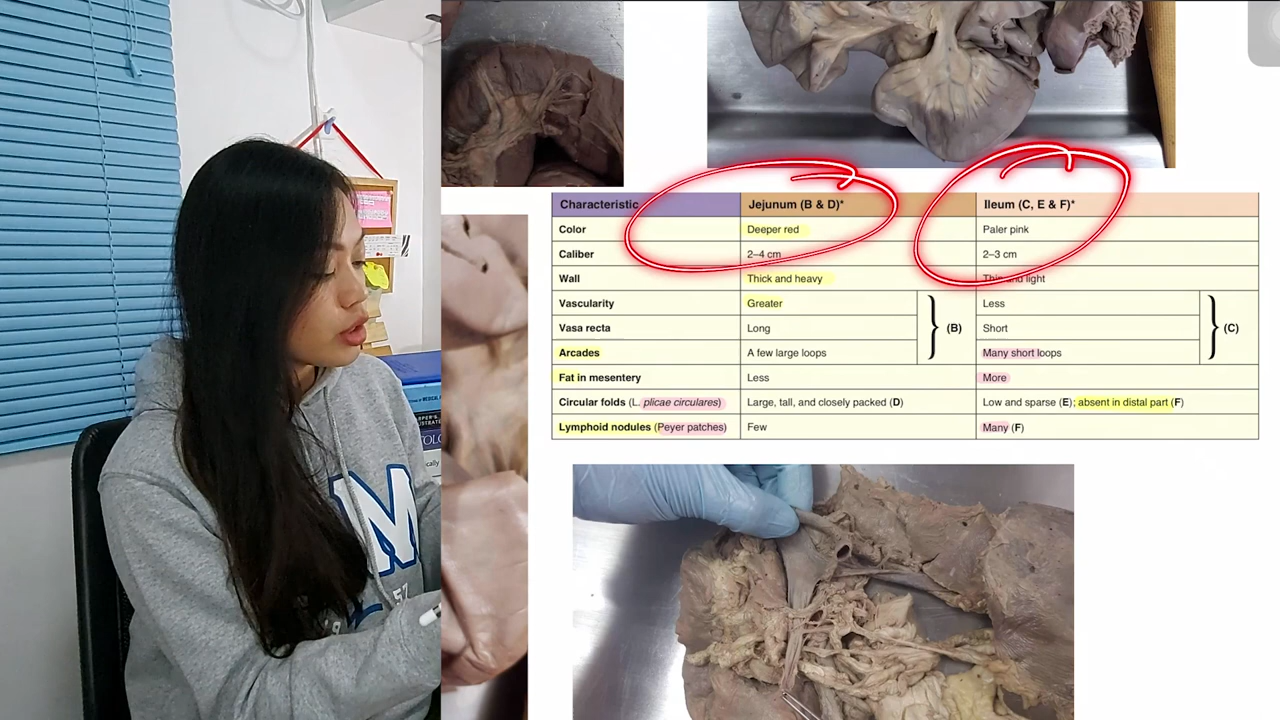 Characteristic Jejunum (B & D)* Ileum (C, E & F)*
Color Deeper red Paler pink
Caliber 2–4 cm 2–3 cm
Wall Thick and heavy Thin and light
Vascularity Greater Less
Vasa recta Long (B) Short (C)
Arcades A few large loops Many short loops
Fat in mesentery Less More
Circular folds (L. plicae circulares) Large, tall, and closely packed (D) Low and sparse (E); absent in distal part (F)
Lymphoid nodules (Peyer patches) Few Many (F)
M
57